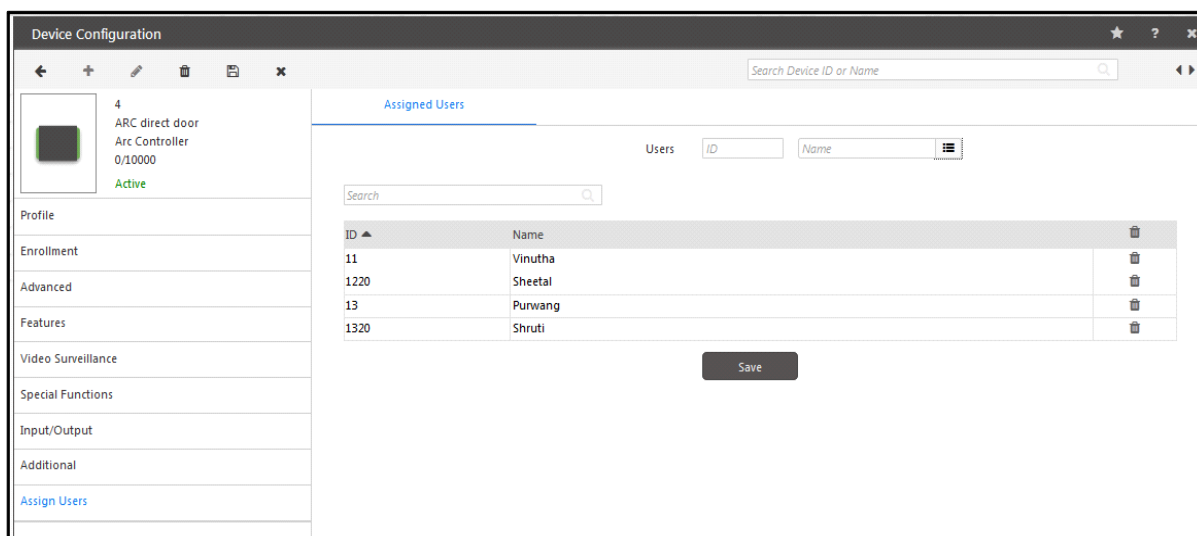 Device Configuration
?
Search Device ID or Name
4
ARC direct door
Arc Controller
0/10000
Active
Profile
Enrollment
Advanced
Features
Video Surveillance
Special Functions
Input/Output
Additional
Assign Users
Assigned Users
Users ID Name
Search
ID Name
11 Vinutha
1220 Sheetal
13 Purwang
1320 Shruti
Save